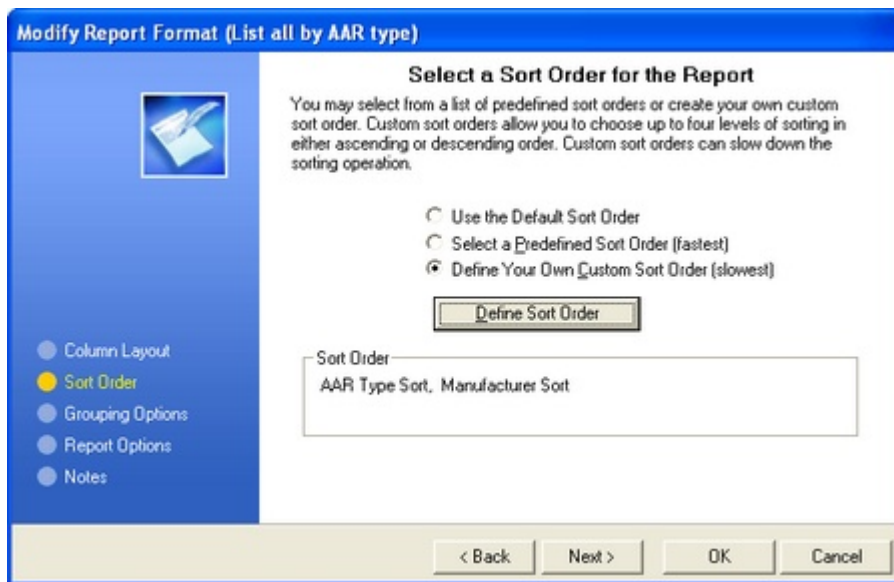 Modify Report Format (List all by AAR type)
Select a Sort Order for the Report
You may select from a list of predefined sort orders or create your own custom
sort order. Custom sort orders allow you to choose up to four levels of sorting in
either ascending or descending order. Custom sort orders can slow down the
sorting operation.
Use the Default Sort Order
Select a Predefined Sort Order (fastest)
Define Your Own Custom Sort Order (slowest)
Define Sort Order
Column Layout
Sort Order
Grouping Options
Report Options
Notes
Sort Order
AAR Type Sort, Manufacturer Sort
< Back
Next >
OK
Cancel